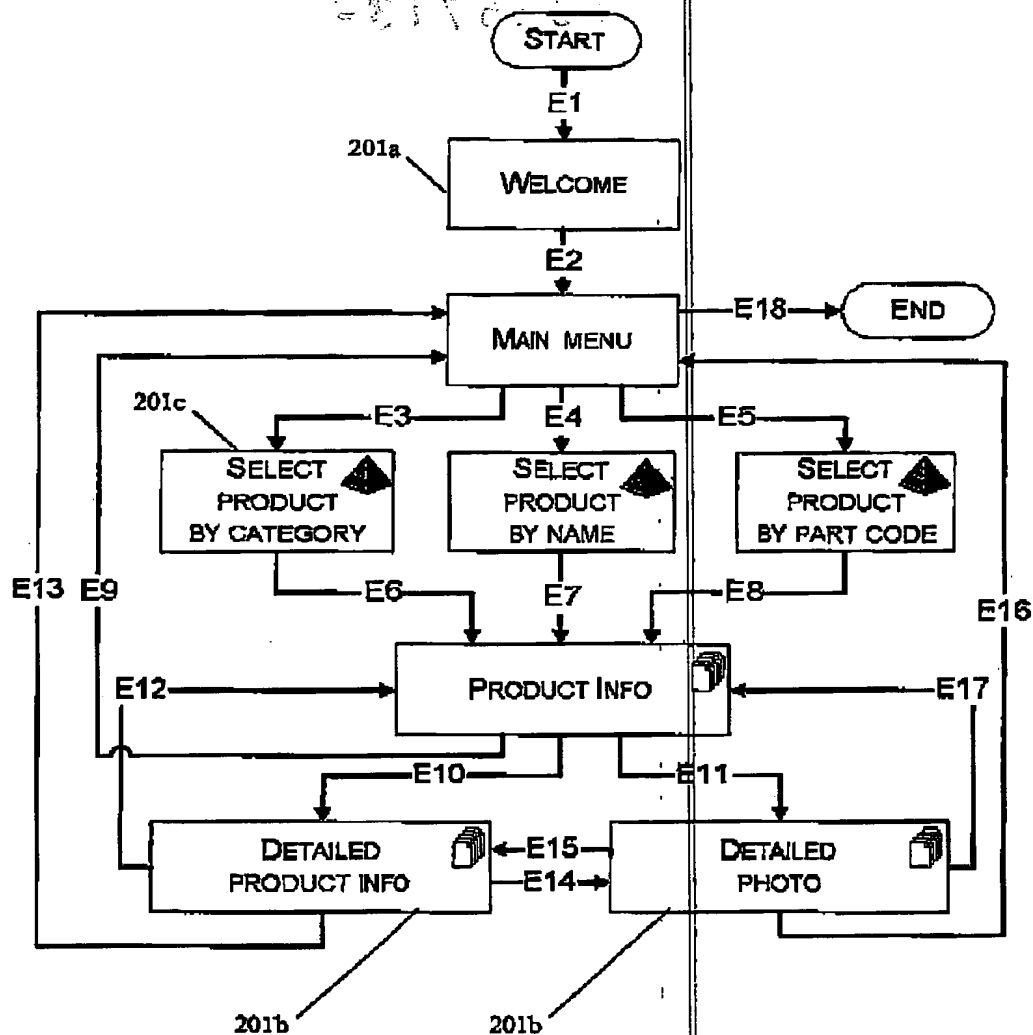 START
E1
201a
WELCOME
E2
E18
END
MAIN MENU
201c
E3
E4
E5
SELECT
PRODUCT
BY CATEGORY
SELECT
PRODUCT
BY NAME
SELECT
PRODUCT
BY PART CODE
E13
E9
E6
E7
E8
E16
E12
PRODUCT INFO
E17
E10
E11
DETAILED
PRODUCT INFO
E15
E14
DETAILED
PHOTO
201b
201b